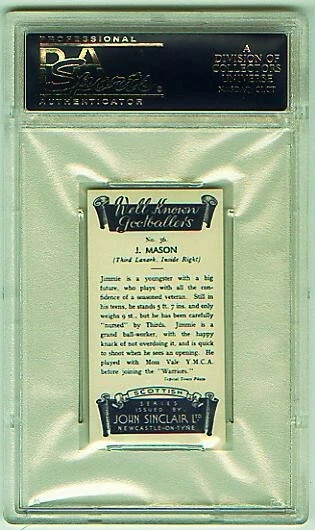 PROFESSIONAL
PSA
Sports
AUTHENTICATOR
A
DIVISION OF
COLLECTORS
UNIVERSE
NASDAQ: CLCT
Well Known
Footballers
No. 36.
J. MASON
(Third Lanark, Inside Right)
Jimmie is a youngster with a big
future, who plays with all the con-
fidence of a seasoned veteran. Still in
his teens, he stands 5 ft. 7 ins. and only
weighs 9 st., but he has been carefully
"nursed" by Thirds. Jimmie is a
grand ball-worker, with the happy
knack of not overdoing it, and is quick
to shoot when he sees an opening. He
played with Moss Vale Y.M.C.A.
before joining the "Warriors."
Topical Times Photo
SCOTTISH
SERIES
ISSUED BY
JOHN SINCLAIR LTD
NEWCASTLE-ON-TYNE